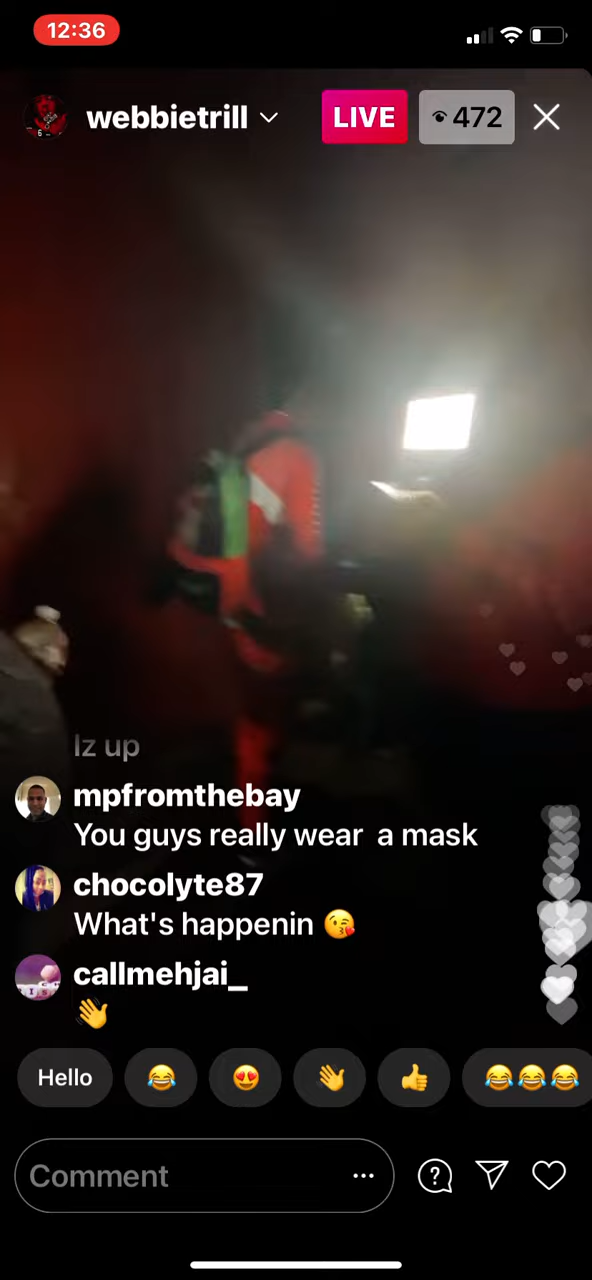 12:36
webbietrill
LIVE
472
lz up
mpfromthebay
You guys really wear a mask
chocolyte87
What's happenin 😘
callmehjai_
👋
Hello 😂 😍 👋 👍 😂😂😂
Comment